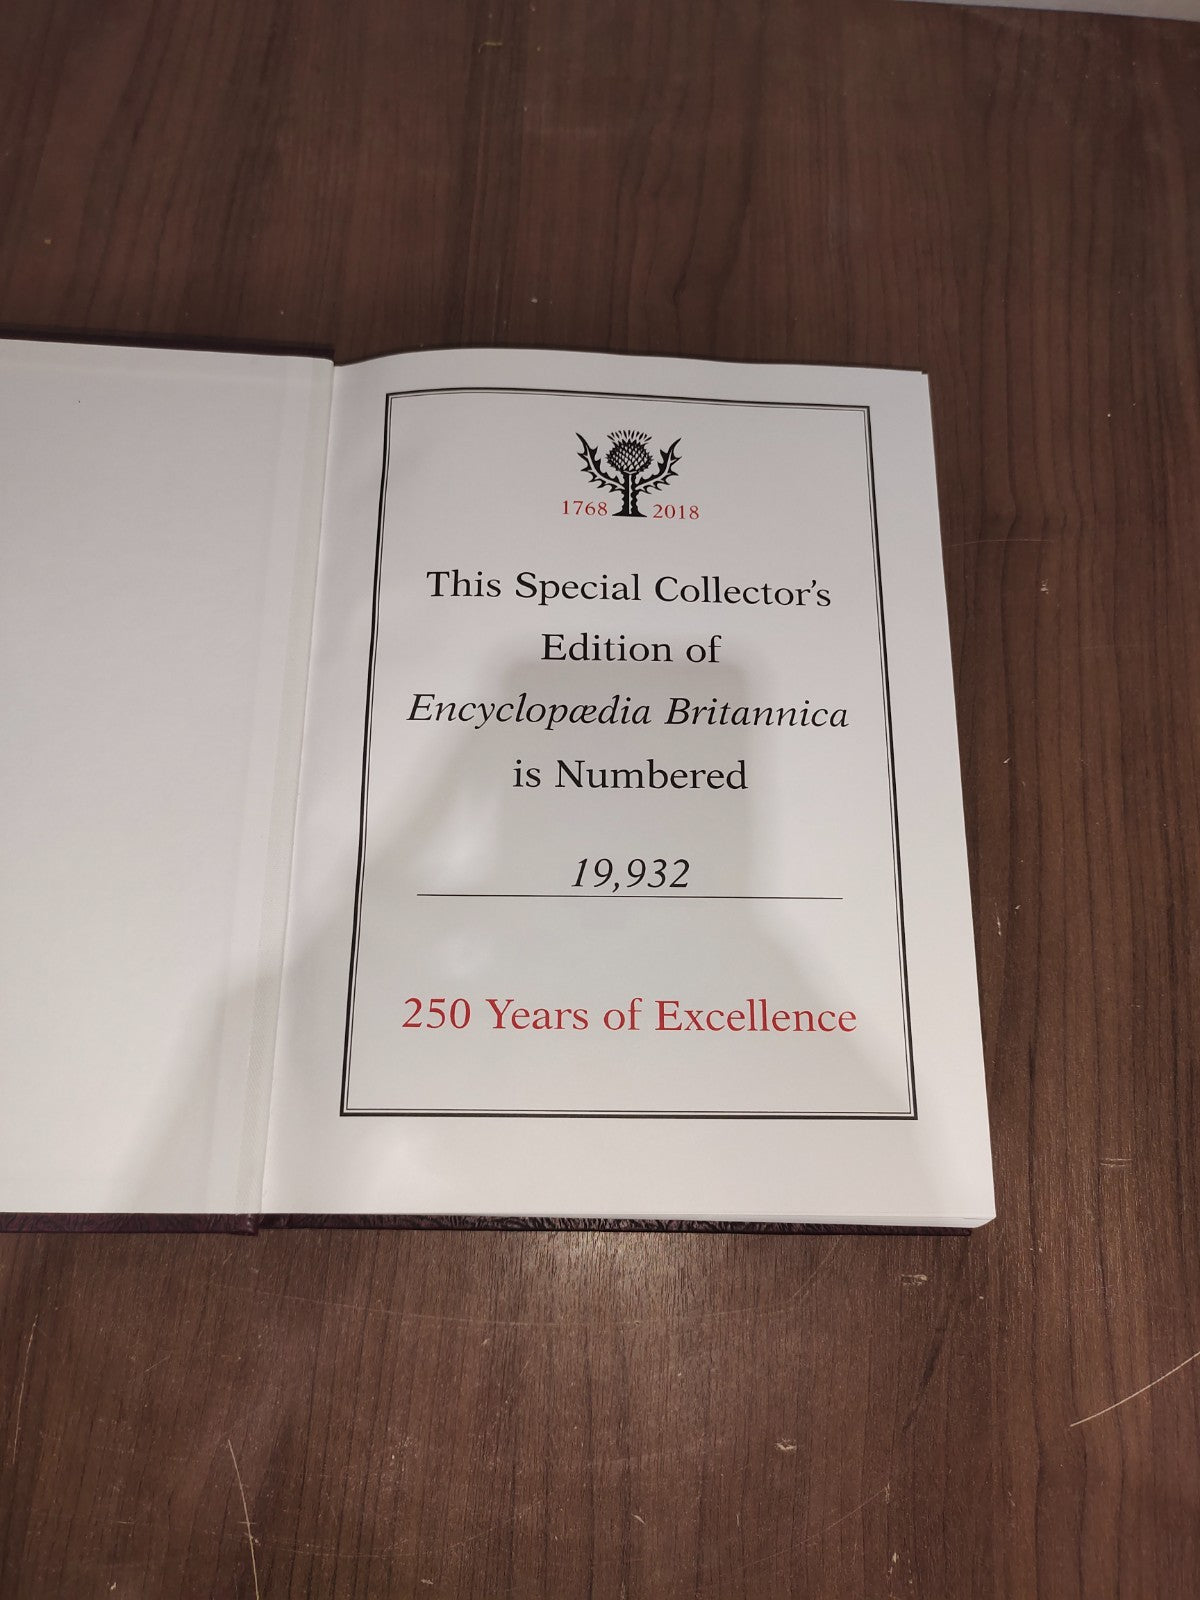 1768 2018
This Special Collector's
Edition of
Encyclopædia Britannica
is Numbered
19,932
250 Years of Excellence